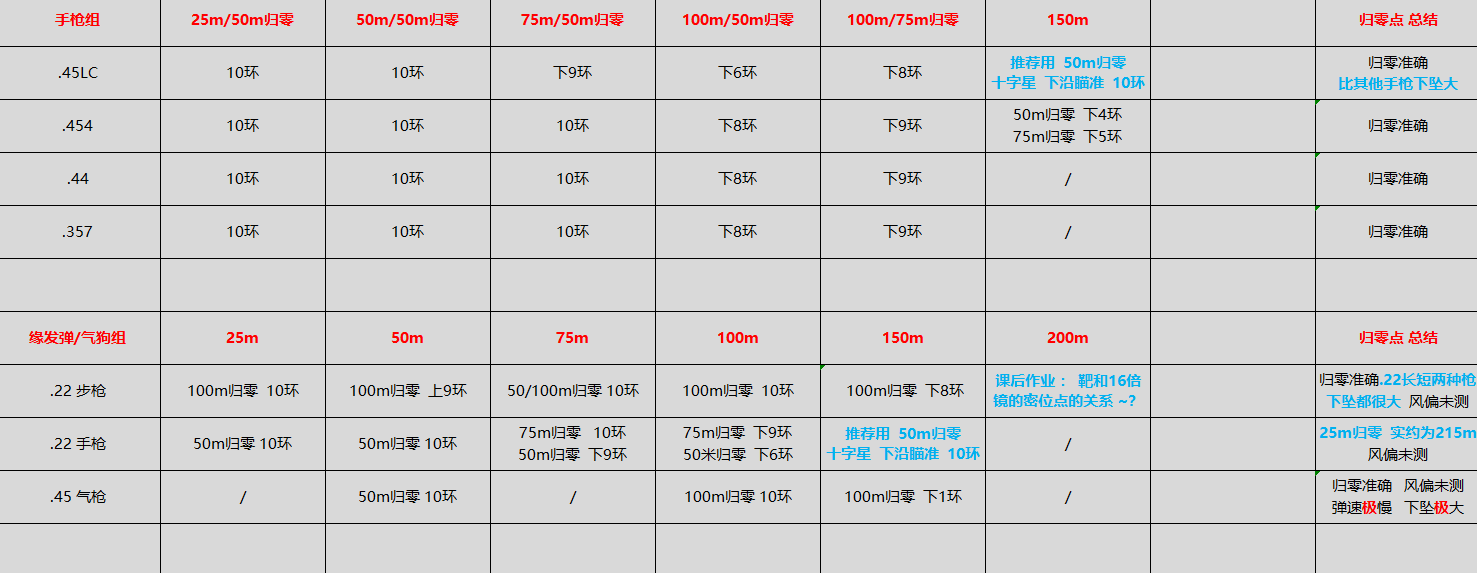 手枪组 25m/50m归零 50m/50m归零 75m/50m归零 100m/50m归零 100m/75m归零 150m 归零点 总结
.45LC 10环 10环 下9环 下6环 下8环 推荐用 50m归零 归零准确
十字星 下沿瞄准 10环 比其他手枪下坠大
.454 10环 10环 10环 下8环 下9环 50m归零 下4环 归零准确
75m归零 下5环
.44 10环 10环 10环 下8环 下9环 / 归零准确
.357 10环 10环 10环 下8环 下9环 / 归零准确
缘发弹/气狗组 25m 50m 75m 100m 150m 200m 归零点 总结
.22 步枪 100m归零 10环 100m归零 上9环 50/100m归零 10环 100m归零 10环 100m归零 下8环 课后作业： 靶和16倍 归零准确.22长短两种枪
镜的密位点的关系 ~? 下坠都很大 风偏未测
.22 手枪 50m归零 10环 50m归零 10环 75m归零 10环 75m归零 下9环 推荐用 50m归零 / 25m归零 实约为215m
50m归零 下9环 50米归零 下6环 十字星 下沿瞄准 10环 风偏未测
.45 气枪 / 50m归零 10环 / 100m归零 10环 100m归零 下1环 / 归零准确 风偏未测
弹速极慢 下坠极大